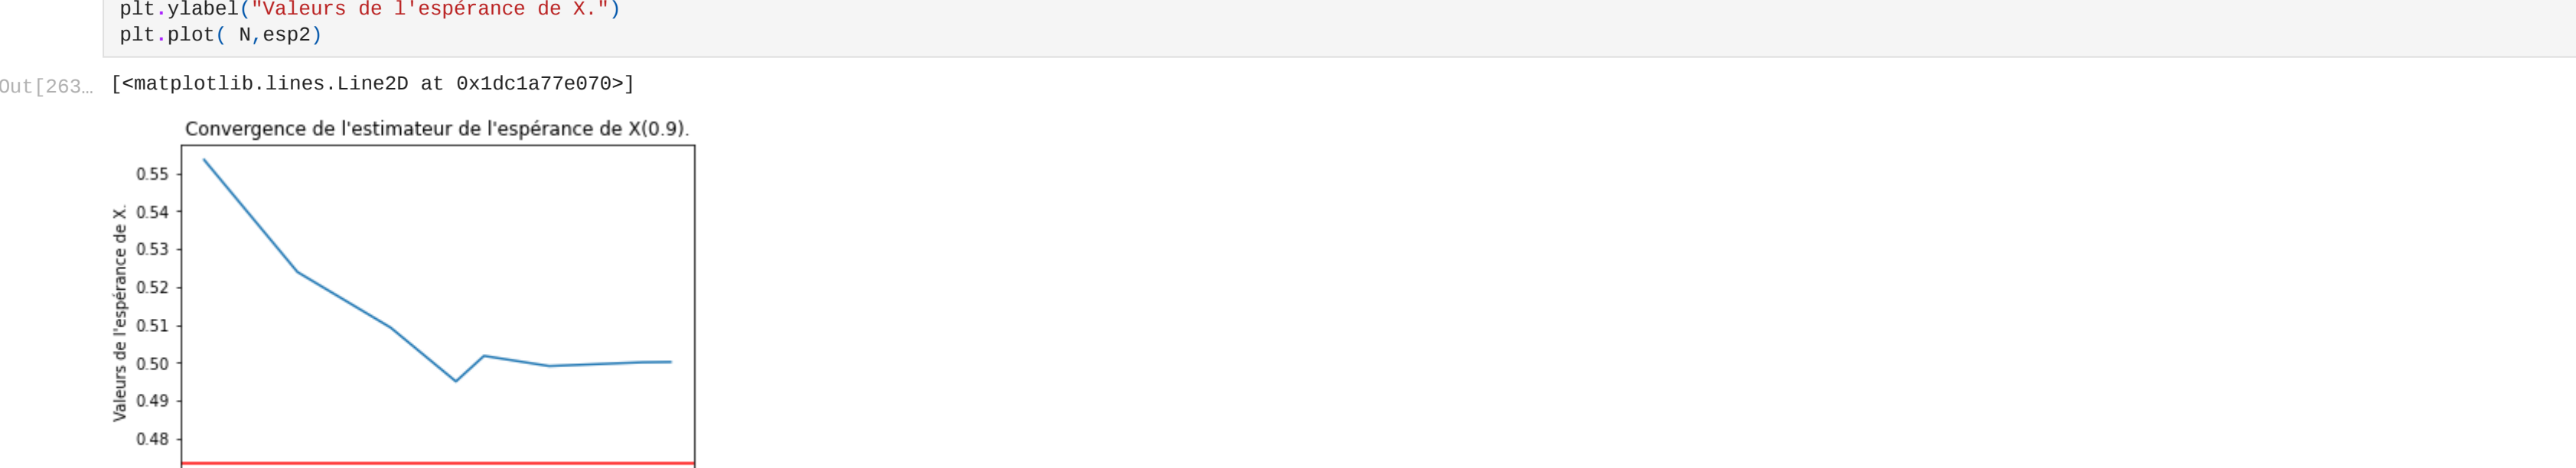 plt.ylabel("Valeurs de l'espérance de X.")
plt.plot( N,esp2)
Out[263…
[<matplotlib.lines.Line2D at 0x1dc1a77e070>]
Convergence de l'estimateur de l'espérance de X(0.9).
Valeurs de l'espérance de X.
0.55
0.54
0.53
0.52
0.51
0.50
0.49
0.48